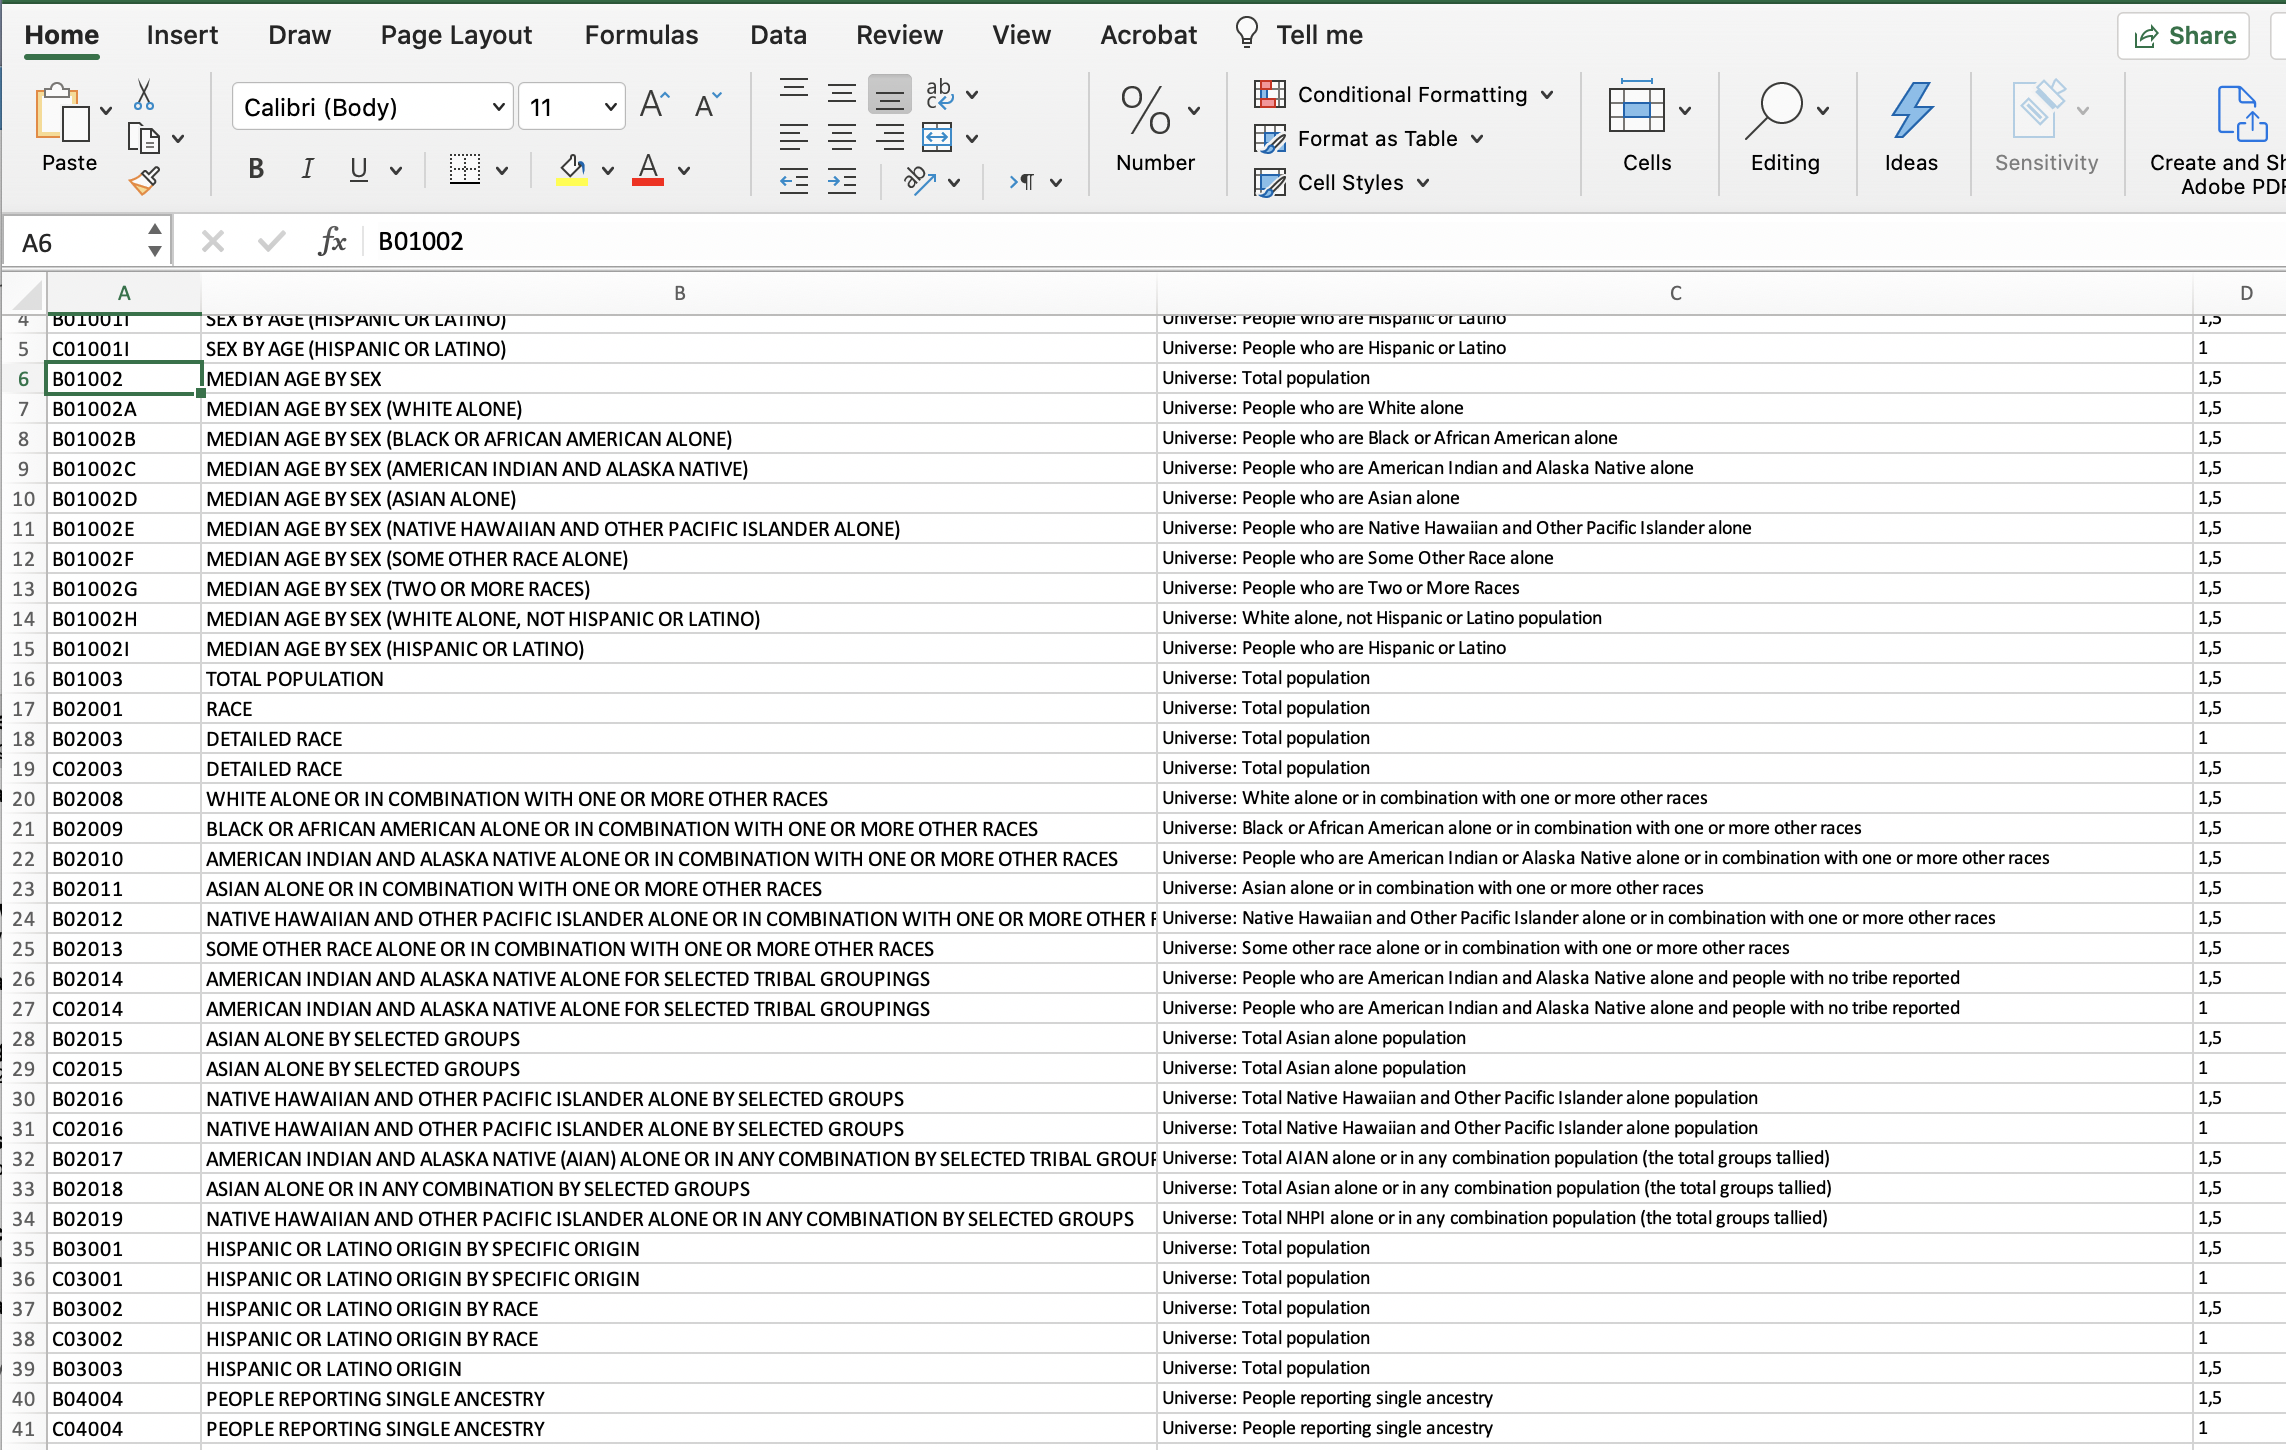 Home Insert Draw Page Layout Formulas Data Review View Acrobat Tell me Share
Paste
Calibri (Body) 11
B I U
Number
Conditional Formatting
Format as Table
Cell Styles
Cells
Editing
Ideas
Sensitivity
Create and
Adobe
A6 fx B01002
A B C D
4 B01001I SEX BY AGE (HISPANIC OR LATINO) Universe: People who are Hispanic or Latino 1,5
5 C01001I SEX BY AGE (HISPANIC OR LATINO) Universe: People who are Hispanic or Latino 1
6 B01002 MEDIAN AGE BY SEX Universe: Total population 1,5
7 B01002A MEDIAN AGE BY SEX (WHITE ALONE) Universe: People who are White alone 1,5
8 B01002B MEDIAN AGE BY SEX (BLACK OR AFRICAN AMERICAN ALONE) Universe: People who are Black or African American alone 1,5
9 B01002C MEDIAN AGE BY SEX (AMERICAN INDIAN AND ALASKA NATIVE) Universe: People who are American Indian and Alaska Native alone 1,5
10 B01002D MEDIAN AGE BY SEX (ASIAN ALONE) Universe: People who are Asian alone 1,5
11 B01002E MEDIAN AGE BY SEX (NATIVE HAWAIIAN AND OTHER PACIFIC ISLANDER ALONE) Universe: People who are Native Hawaiian and Other Pacific Islander alone 1,5
12 B01002F MEDIAN AGE BY SEX (SOME OTHER RACE ALONE) Universe: People who are Some Other Race alone 1,5
13 B01002G MEDIAN AGE BY SEX (TWO OR MORE RACES) Universe: People who are Two or More Races 1,5
14 B01002H MEDIAN AGE BY SEX (WHITE ALONE, NOT HISPANIC OR LATINO) Universe: White alone, not Hispanic or Latino population 1,5
15 B01002I MEDIAN AGE BY SEX (HISPANIC OR LATINO) Universe: People who are Hispanic or Latino 1,5
16 B01003 TOTAL POPULATION Universe: Total population 1,5
17 B02001 RACE Universe: Total population 1,5
18 B02003 DETAILED RACE Universe: Total population 1
19 C02003 DETAILED RACE Universe: Total population 1,5
20 B02008 WHITE ALONE OR IN COMBINATION WITH ONE OR MORE OTHER RACES Universe: White alone or in combination with one or more other races 1,5
21 B02009 BLACK OR AFRICAN AMERICAN ALONE OR IN COMBINATION WITH ONE OR MORE OTHER RACES Universe: Black or African American alone or in combination with one or more other races 1,5
22 B02010 AMERICAN INDIAN AND ALASKA NATIVE ALONE OR IN COMBINATION WITH ONE OR MORE OTHER RACES Universe: People who are American Indian or Alaska Native alone or in combination with one or more other races 1,5
23 B02011 ASIAN ALONE OR IN COMBINATION WITH ONE OR MORE OTHER RACES Universe: Asian alone or in combination with one or more other races 1,5
24 B02012 NATIVE HAWAIIAN AND OTHER PACIFIC ISLANDER ALONE OR IN COMBINATION WITH ONE OR MORE OTHER Universe: Native Hawaiian and Other Pacific Islander alone or in combination with one or more other races 1,5
25 B02013 SOME OTHER RACE ALONE OR IN COMBINATION WITH ONE OR MORE OTHER RACES Universe: Some other race alone or in combination with one or more other races 1,5
26 B02014 AMERICAN INDIAN AND ALASKA NATIVE ALONE FOR SELECTED TRIBAL GROUPINGS Universe: People who are American Indian and Alaska Native alone and people with no tribe reported 1,5
27 C02014 AMERICAN INDIAN AND ALASKA NATIVE ALONE FOR SELECTED TRIBAL GROUPINGS Universe: People who are American Indian and Alaska Native alone and people with no tribe reported 1
28 B02015 ASIAN ALONE BY SELECTED GROUPS Universe: Total Asian alone population 1,5
29 C02015 ASIAN ALONE BY SELECTED GROUPS Universe: Total Asian alone population 1
30 B02016 NATIVE HAWAIIAN AND OTHER PACIFIC ISLANDER ALONE BY SELECTED GROUPS Universe: Total Native Hawaiian and Other Pacific Islander alone population 1,5
31 C02016 NATIVE HAWAIIAN AND OTHER PACIFIC ISLANDER ALONE BY SELECTED GROUPS Universe: Total Native Hawaiian and Other Pacific Islander alone population 1
32 B02017 AMERICAN INDIAN AND ALASKA NATIVE (AIAN) ALONE OR IN ANY COMBINATION BY SELECTED TRIBAL Universe: Total AIAN alone or in any combination population (the total groups tallied) 1,5
33 B02018 ASIAN ALONE OR IN ANY COMBINATION BY SELECTED GROUPS Universe: Total Asian alone or in any combination population (the total groups tallied) 1,5
34 B02019 NATIVE HAWAIIAN AND OTHER PACIFIC ISLANDER ALONE OR IN ANY COMBINATION BY SELECTED GROUPS Universe: Total NHPI alone or in any combination population (the total groups tallied) 1,5
35 B03001 HISPANIC OR LATINO ORIGIN BY SPECIFIC ORIGIN Universe: Total population 1,5
36 C03001 HISPANIC OR LATINO ORIGIN BY SPECIFIC ORIGIN Universe: Total population 1
37 B03002 HISPANIC OR LATINO ORIGIN BY RACE Universe: Total population 1,5
38 C03002 HISPANIC OR LATINO ORIGIN BY RACE Universe: Total population 1
39 B03003 HISPANIC OR LATINO ORIGIN Universe: Total population 1,5
40 B04004 PEOPLE REPORTING SINGLE ANCESTRY Universe: People reporting single ancestry 1,5
41 C04004 PEOPLE REPORTING SINGLE ANCESTRY Universe: People reporting single ancestry 1